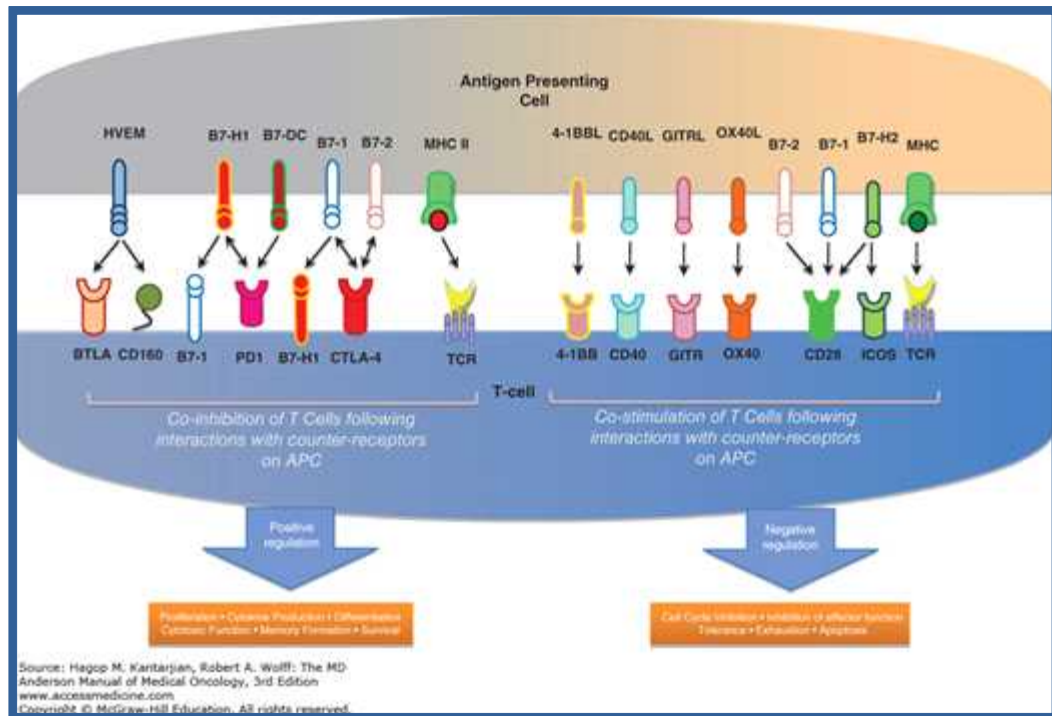 Antigen Presenting
Cell
HVEM
B7-H1
B7-DC
B7-1
B7-2
MHC II
4-1BBL
CD40L
GITRL
OX40L
B7-2
B7-1
B7-H2
MHC
BTLA
CD160
B7-1
PD1
B7-H1
CTLA-4
TCR
4-1BB
CD40
GITR
OX40
CD28
ICOS
TCR
T-cell
Co-inhibition of T Cells following
interactions with counter-receptors
on APC
Co-stimulation of T Cells following
interactions with counter-receptors
on APC
Positive
regulation
Negative
regulation
Proliferation • Cytokine Production • Differentiation
Cytotoxic Function • Memory Formation • Survival
Cell Cycle Inhibition • Inhibition of effector function
Tolerance • Exhaustion • Apoptosis
Source: Hagop M. Kantarjian, Robert A. Wolff: The MD
Anderson Manual of Medical Oncology, 3rd Edition
www.accessmedicine.com
Copyright © McGraw-Hill Education. All rights reserved.